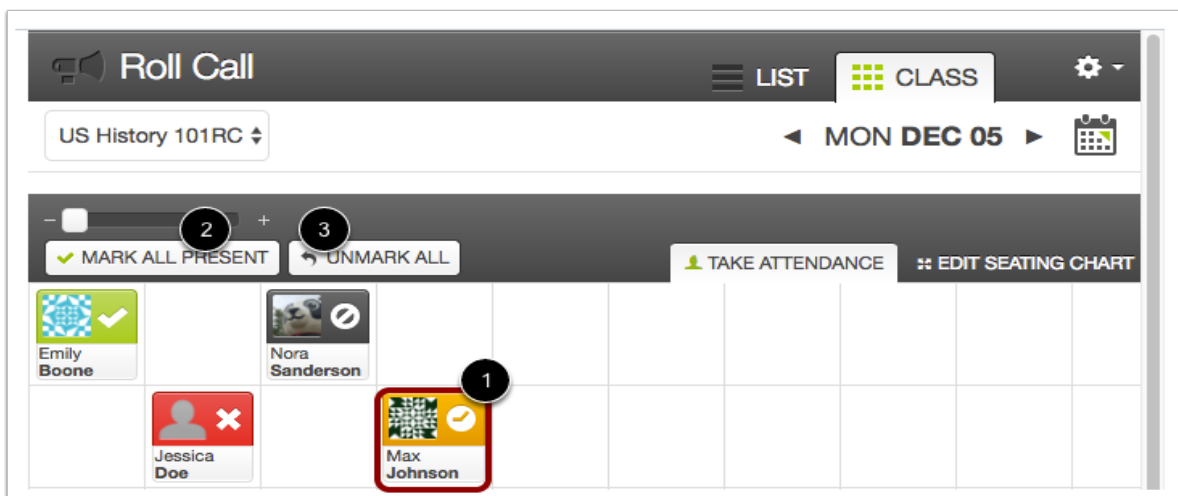 Roll Call
LIST
CLASS
US History 101RC
MON DEC 05
− +
2
3
MARK ALL PRESENT
UNMARK ALL
TAKE ATTENDANCE
EDIT SEATING CHART
Emily
Boone
Nora
Sanderson
1
Jessica
Doe
Max
Johnson